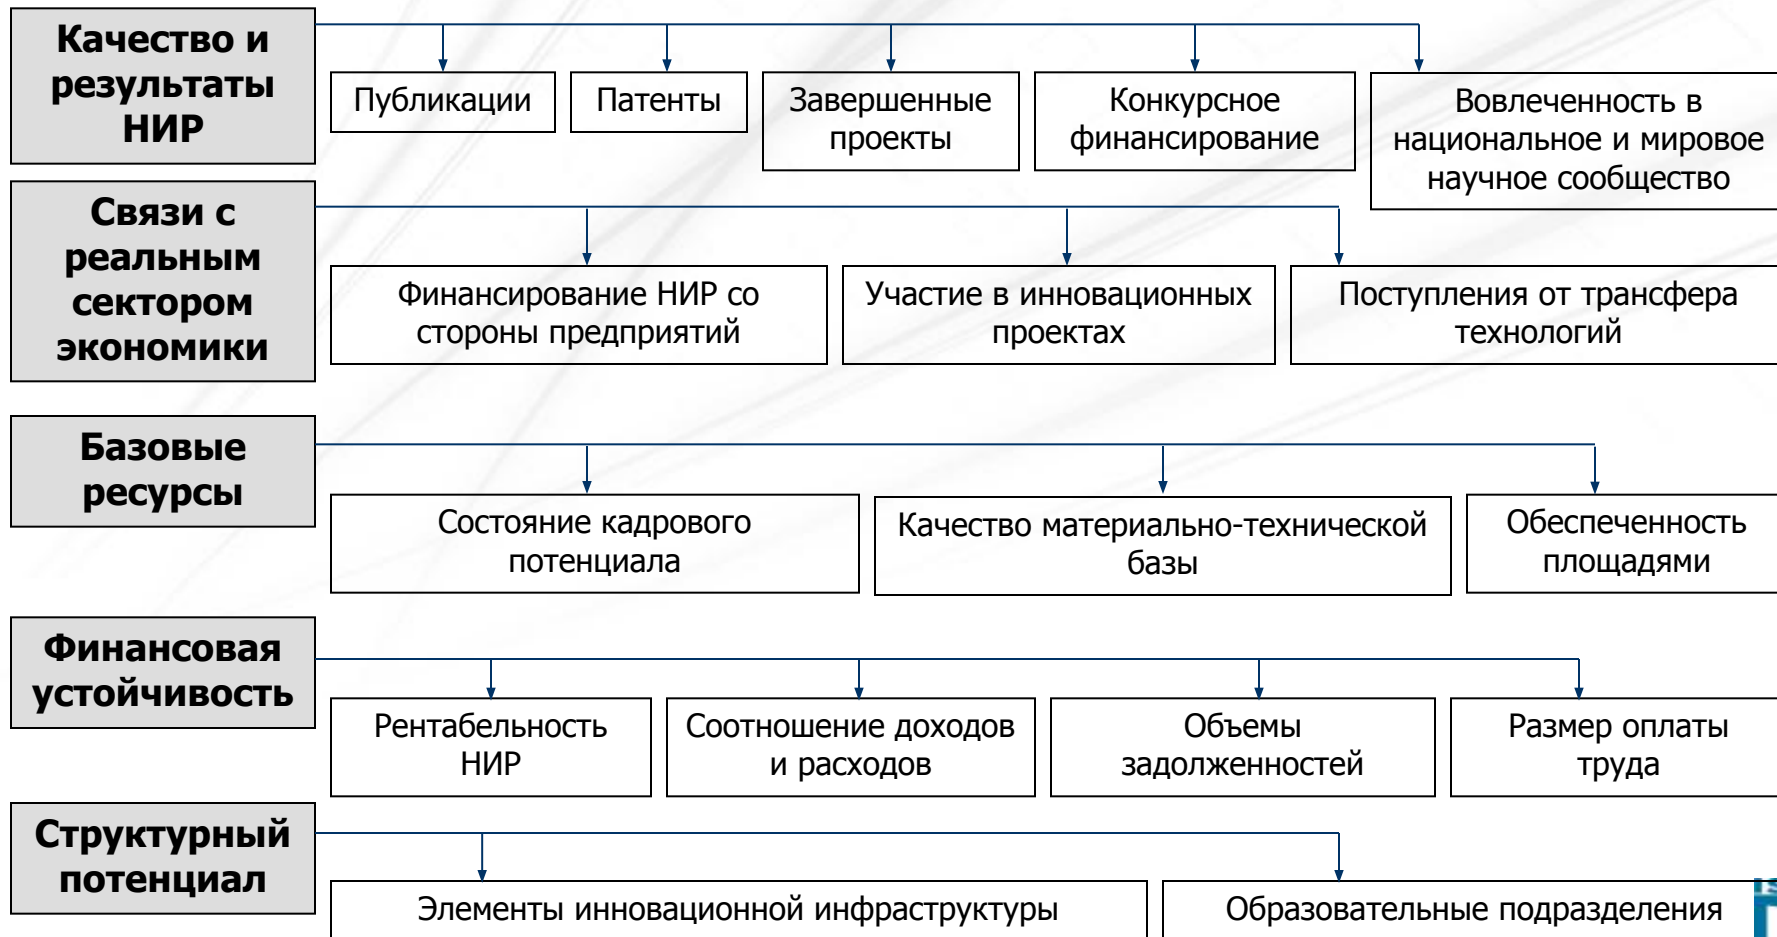 Качество и
результаты
НИР
Публикации
Патенты
Завершенные
проекты
Конкурсное
финансирование
Вовлеченность в
национальное и мировое
научное сообщество
Связи с
реальным
сектором
экономики
Финансирование НИР со
стороны предприятий
Участие в инновационных
проектах
Поступления от трансфера
технологий
Базовые
ресурсы
Состояние кадрового
потенциала
Качество материально-технической
базы
Обеспеченность
площадями
Финансовая
устойчивость
Рентабельность
НИР
Соотношение доходов
и расходов
Объемы
задолженностей
Размер оплаты
труда
Структурный
потенциал
Элементы инновационной инфраструктуры
Образовательные подразделения